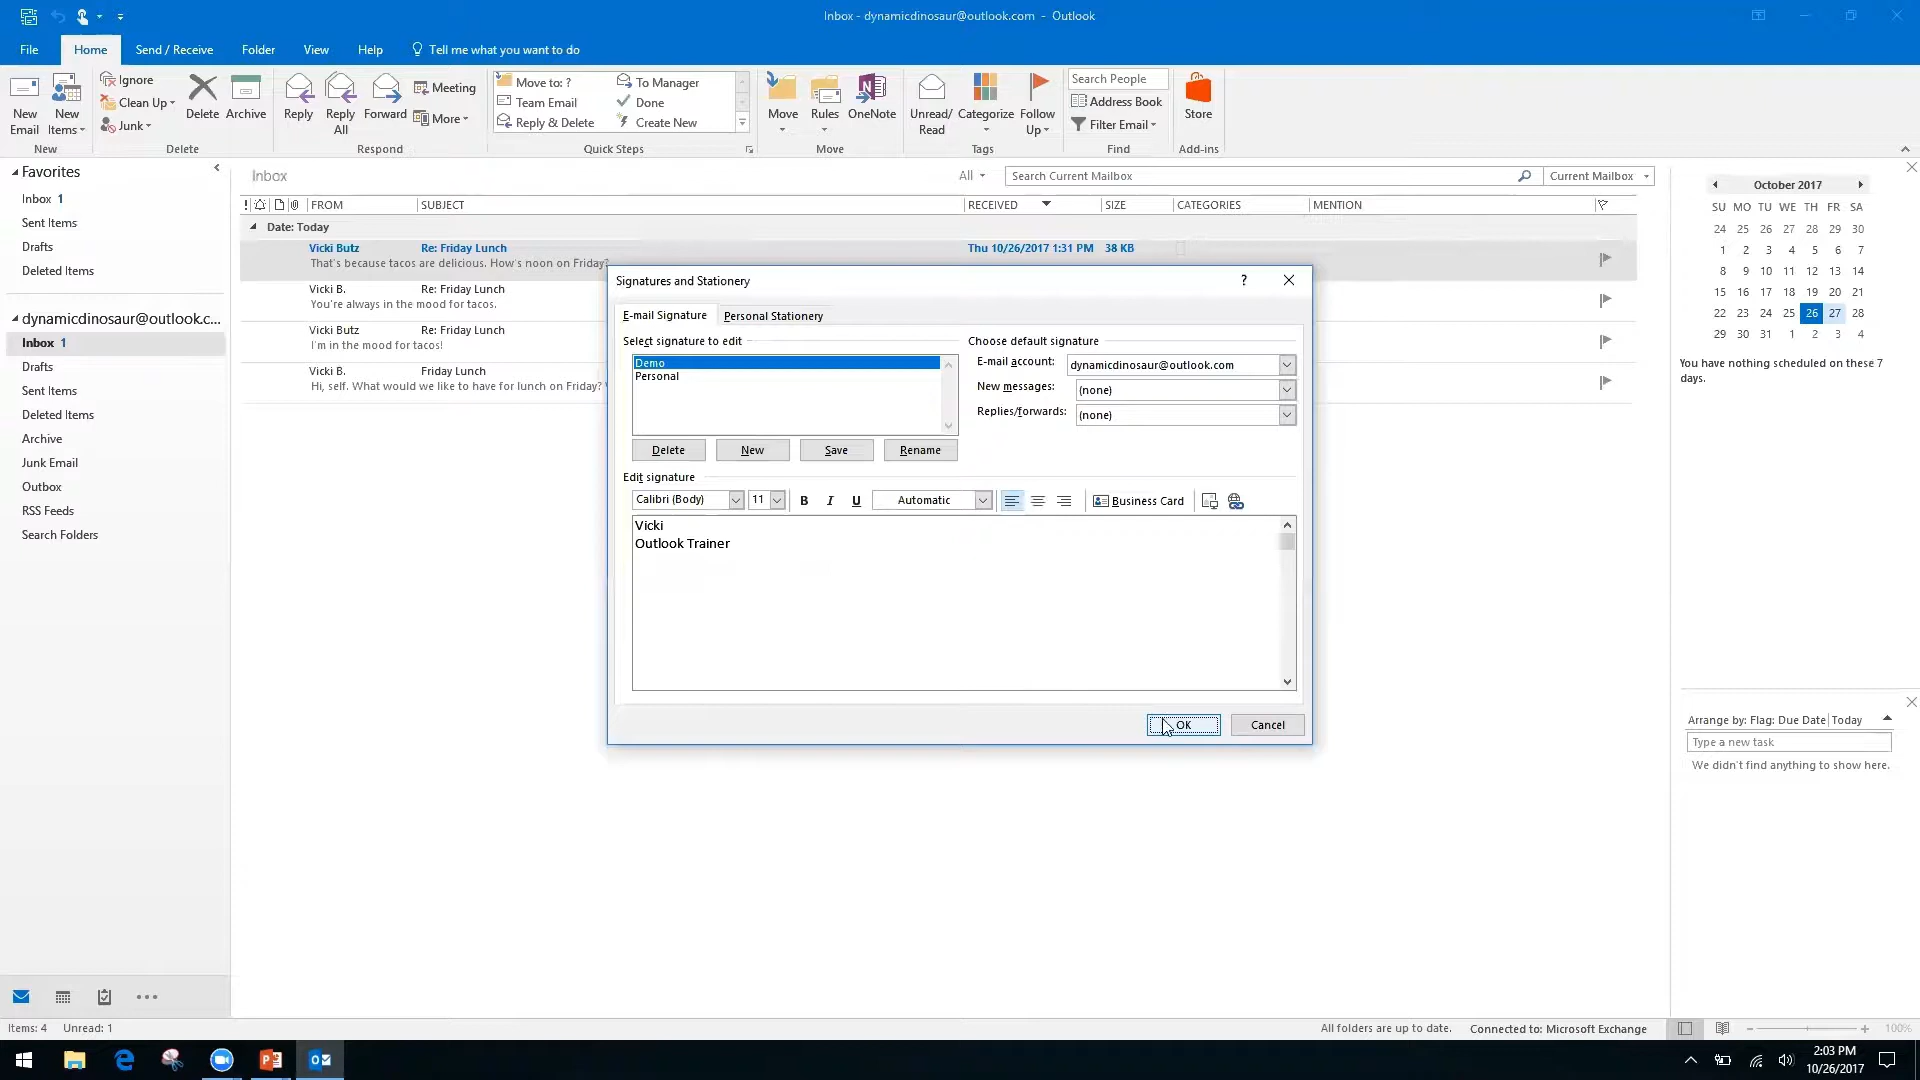 Inbox - dynamicdinosaur@outlook.com - Outlook
File Home Send / Receive Folder View Help Tell me what you want to do
New Email
New Items
Ignore
Clean Up
Junk
Delete
Archive
Reply
Reply All
Forward
Meeting
More
Move to: ?
Team Email
Reply & Delete
To Manager
Done
Create New
Move
Rules
OneNote
Unread/ Read
Categorize
Follow Up
Search People
Address Book
Filter Email
Store
New Delete Respond Quick Steps Move Tags Find Add-ins
Favorites
Inbox 1
Sent Items
Drafts
Deleted Items
dynamicdinosaur@outlook.c...
Inbox 1
Drafts
Sent Items
Deleted Items
Archive
Junk Email
Outbox
RSS Feeds
Search Folders
Inbox All Search Current Mailbox Current Mailbox
FROM SUBJECT RECEIVED SIZE CATEGORIES MENTION
Date: Today
Vicki Butz Re: Friday Lunch Thu 10/26/2017 1:31 PM 38 KB
That's because tacos are delicious. How's noon on Friday?
Vicki B. Re: Friday Lunch
You're always in the mood for tacos.
Vicki Butz Re: Friday Lunch
I'm in the mood for tacos!
Vicki B. Friday Lunch
Hi, self. What would we like to have for lunch on Friday?
Signatures and Stationery ?
E-mail Signature Personal Stationery
Select signature to edit
Demo
Personal
Delete New Save Rename
Choose default signature
E-mail account: dynamicdinosaur@outlook.com
New messages: (none)
Replies/forwards: (none)
Edit signature
Calibri (Body) 11 B I U Automatic Business Card
Vicki
Outlook Trainer
OK Cancel
October 2017
SU MO TU WE TH FR SA
24 25 26 27 28 29 30
1 2 3 4 5 6 7
8 9 10 11 12 13 14
15 16 17 18 19 20 21
22 23 24 25 26 27 28
29 30 31 1 2 3 4
You have nothing scheduled on these 7
days.
Arrange by: Flag: Due Date Today
Type a new task
We didn't find anything to show here.
Items: 4 Unread: 1 All folders are up to date. Connected to: Microsoft Exchange 100%
2:03 PM
10/26/2017